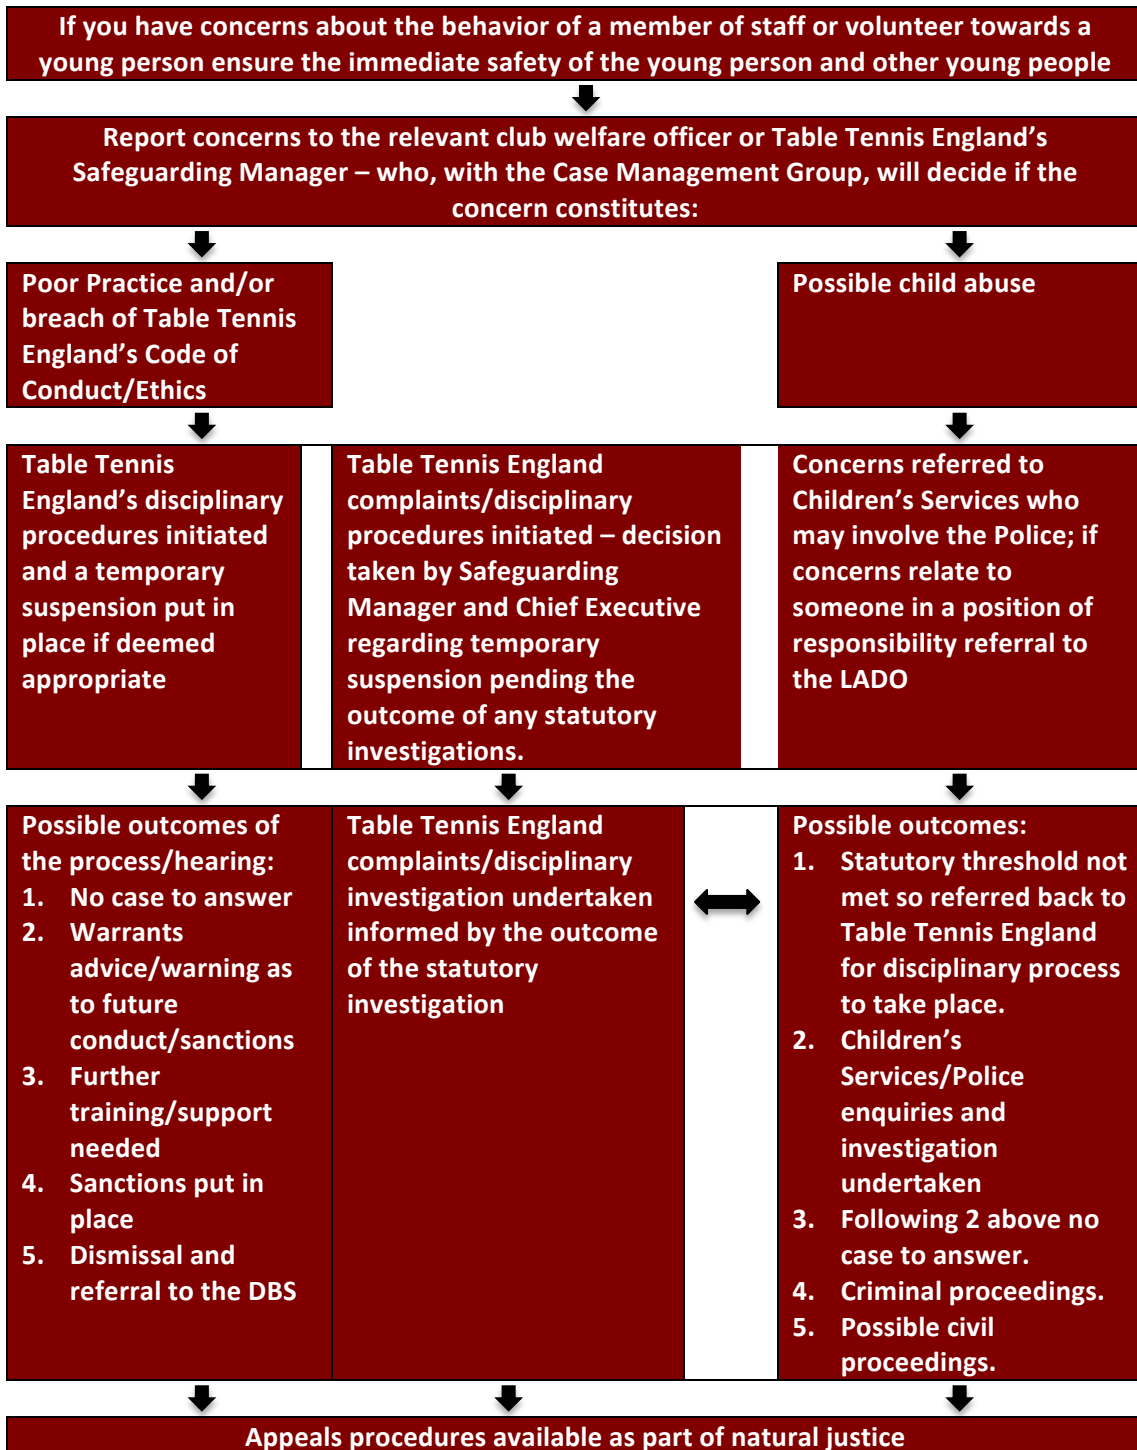 If you have concerns about the behavior of a member of staff or volunteer towards a
young person ensure the immediate safety of the young person and other young people
Report concerns to the relevant club welfare officer or Table Tennis England’s
Safeguarding Manager – who, with the Case Management Group, will decide if the
concern constitutes:
Poor Practice and/or
breach of Table Tennis
England’s Code of
Conduct/Ethics
Possible child abuse
Table Tennis
England’s disciplinary
procedures initiated
and a temporary
suspension put in
place if deemed
appropriate
Table Tennis England
complaints/disciplinary
procedures initiated – decision
taken by Safeguarding
Manager and Chief Executive
regarding temporary
suspension pending the
outcome of any statutory
investigations.
Concerns referred to
Children’s Services who
may involve the Police; if
concerns relate to
someone in a position of
responsibility referral to
the LADO
Possible outcomes of
the process/hearing:
1. No case to answer
2. Warrants
advice/warning as
to future
conduct/sanctions
3. Further
training/support
needed
4. Sanctions put in
place
5. Dismissal and
referral to the DBS
Table Tennis England
complaints/disciplinary
investigation undertaken
informed by the outcome
of the statutory
investigation
Possible outcomes:
1. Statutory threshold not
met so referred back to
Table Tennis England
for disciplinary process
to take place.
2. Children’s
Services/Police
enquiries and
investigation
undertaken
3. Following 2 above no
case to answer.
4. Criminal proceedings.
5. Possible civil
proceedings.
Appeals procedures available as part of natural justice